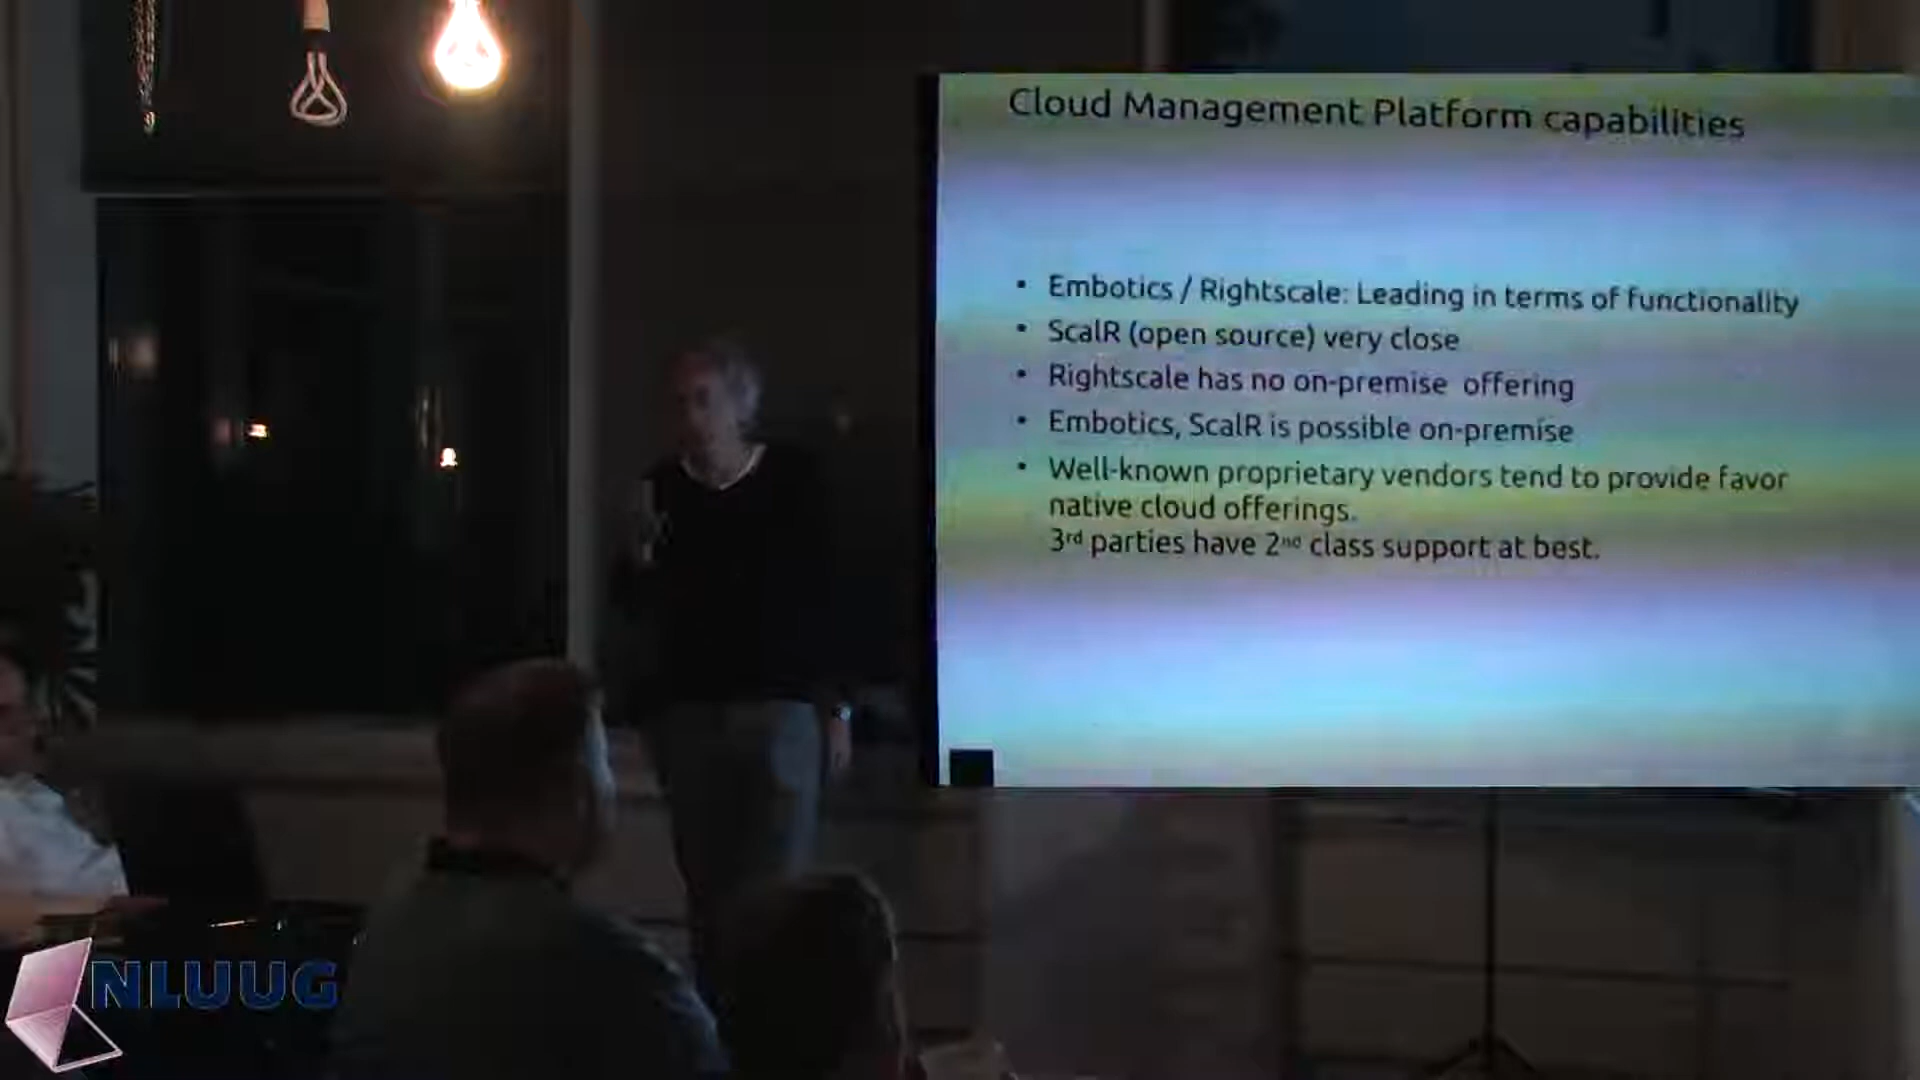 Cloud Management Platform capabilities
• Embotics / Rightscale: Leading in terms of functionality
• ScalR (open source) very close
• Rightscale has no on-premise offering
• Embotics, ScalR is possible on-premise
• Well-known proprietary vendors tend to provide favor
native cloud offerings.
3rd parties have 2nd class support at best.
NLUUG